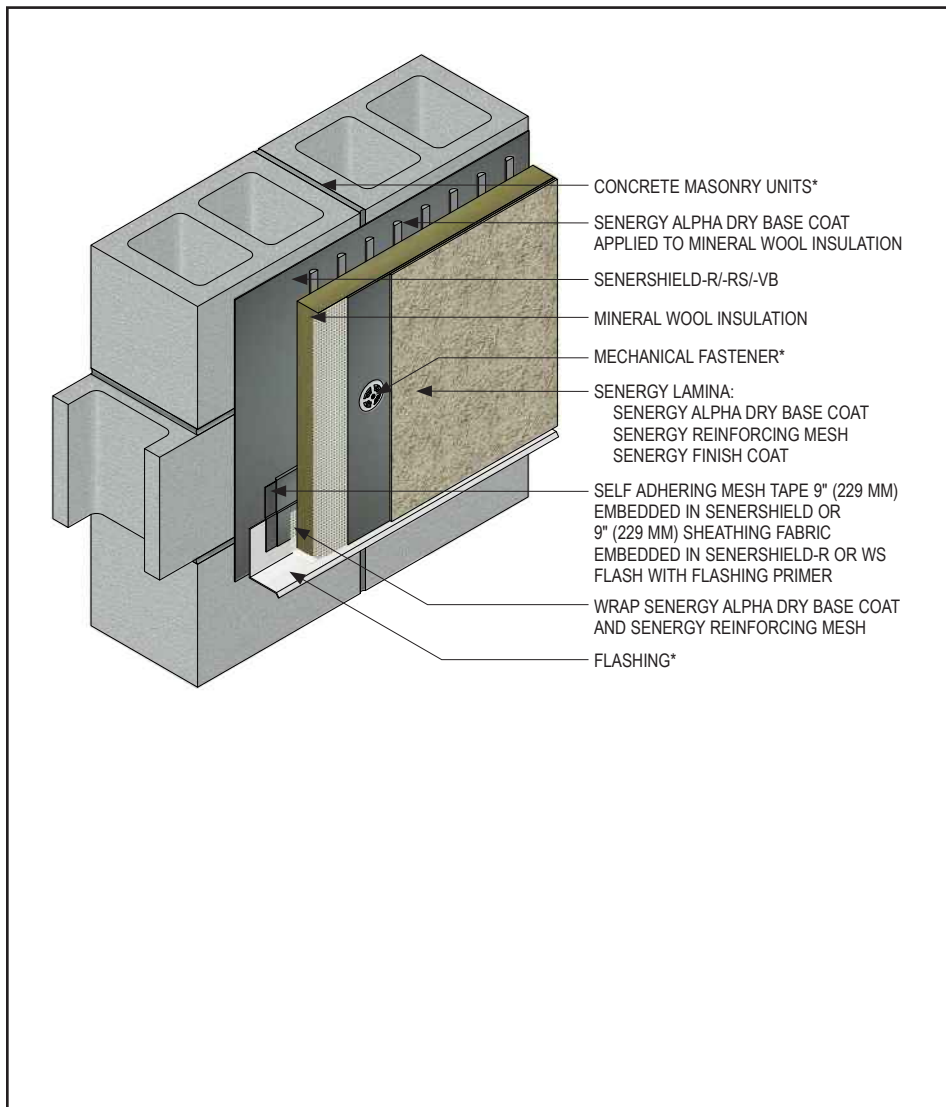 CONCRETE MASONRY UNITS*
SENERGY ALPHA DRY BASE COAT
APPLIED TO MINERAL WOOL INSULATION
SENERSHIELD-R/-RS/-VB
MINERAL WOOL INSULATION
MECHANICAL FASTENER*
SENERGY LAMINA:
SENERGY ALPHA DRY BASE COAT
SENERGY REINFORCING MESH
SENERGY FINISH COAT
SELF ADHERING MESH TAPE 9" (229 MM)
EMBEDDED IN SENERSHIELD OR
9" (229 MM) SHEATHING FABRIC
EMBEDDED IN SENERSHIELD-R OR WS
FLASH WITH FLASHING PRIMER
WRAP SENERGY ALPHA DRY BASE COAT
AND SENERGY REINFORCING MESH
FLASHING*